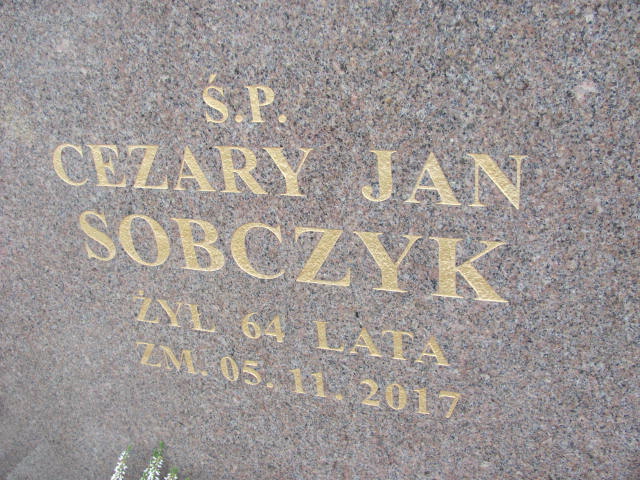 Ś.P.
CEZARY JAN
SOBCZYK
ŻYŁ 64 LATA
ZM. 05. 11. 2017